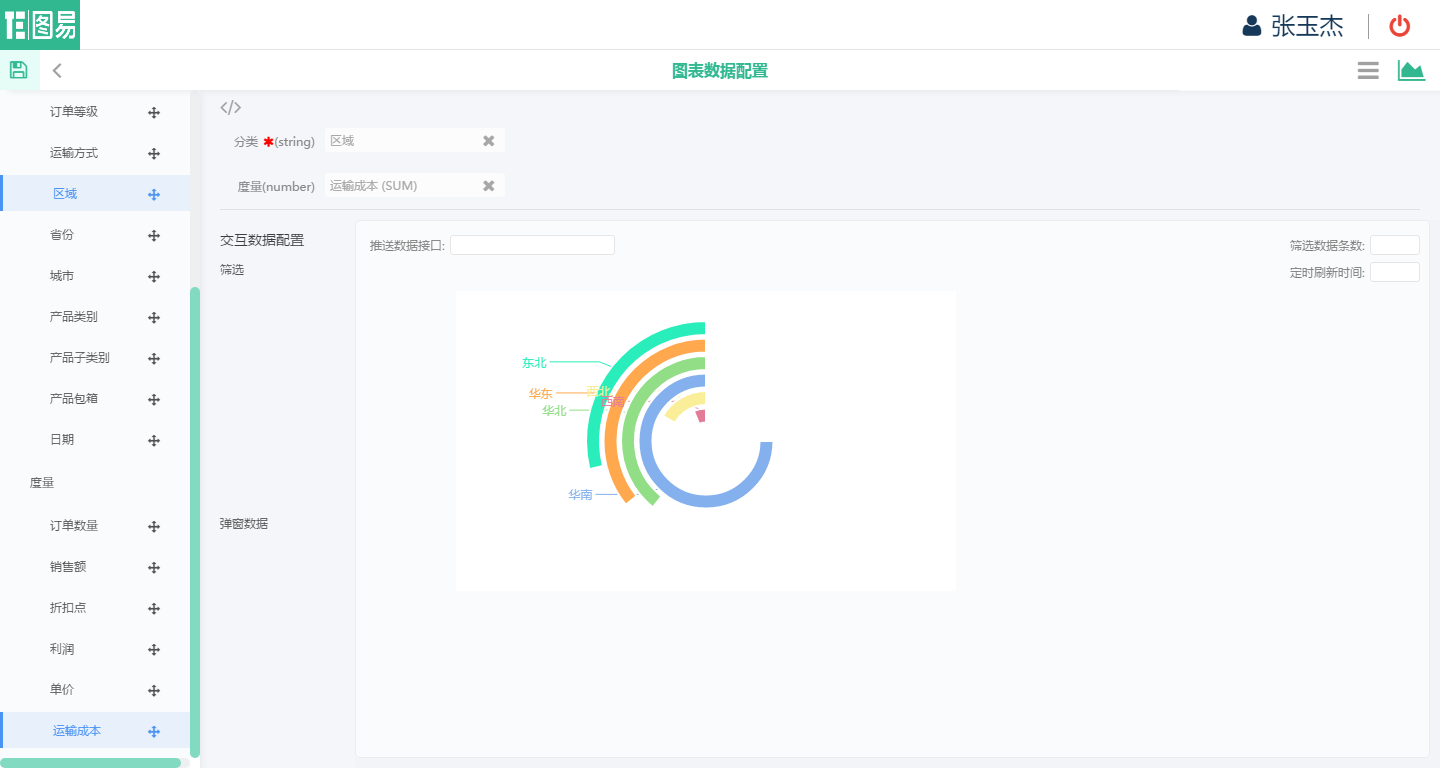 图易
张玉杰
图表数据配置
订单等级
运输方式
区域
省份
城市
产品类别
产品子类别
产品包箱
日期
度量
订单数量
销售额
折扣点
利润
单价
运输成本
</>
分类 ✱(string) 区域
度量(number) 运输成本 (SUM)
交互数据配置
筛选
弹窗数据
推送数据接口:
筛选数据条数:
定时刷新时间:
东北
华东
西北
西南
华北
华南